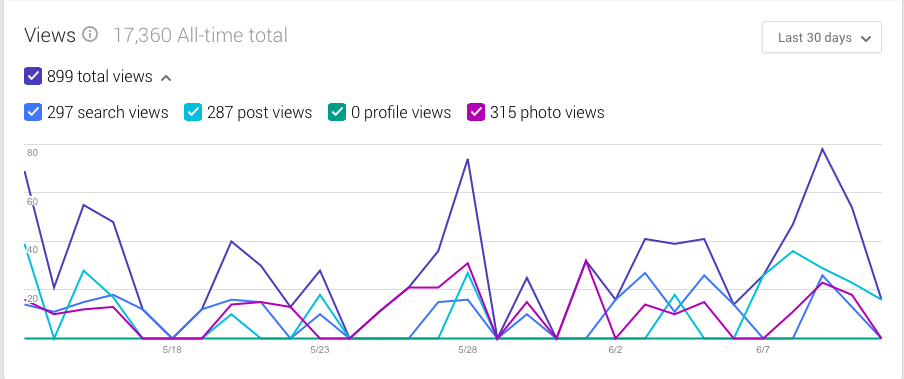 Views 17,360 All-time total
Last 30 days
899 total views
297 search views 287 post views 0 profile views 315 photo views
80
60
40
20
5/18 5/23 5/28 6/2 6/7